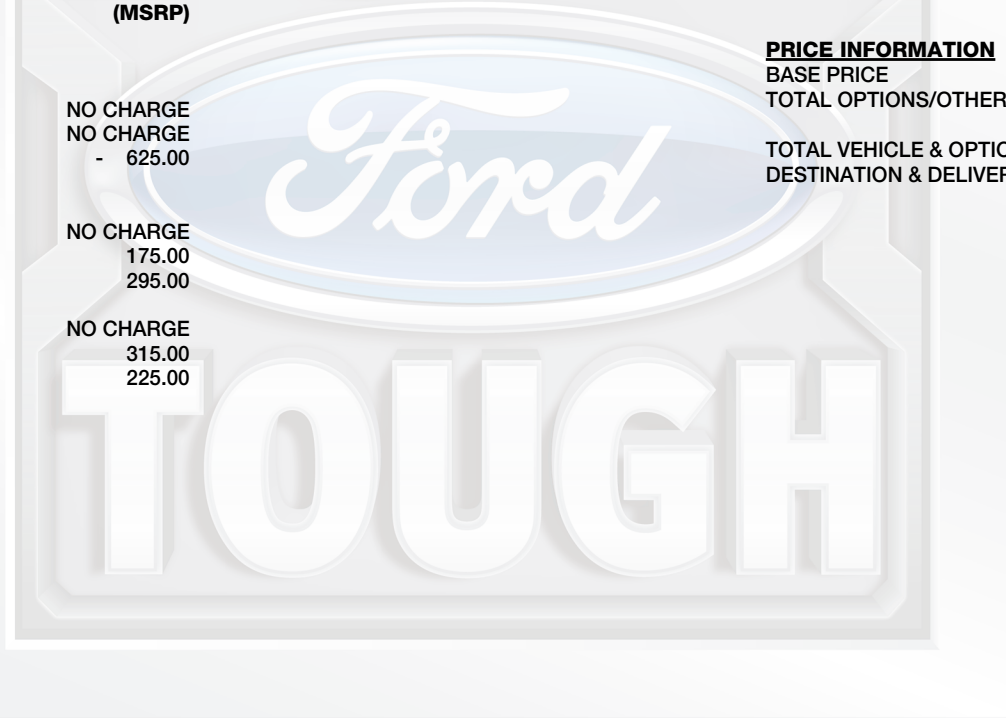 (MSRP)
NO CHARGE
NO CHARGE
- 625.00
NO CHARGE
175.00
295.00
NO CHARGE
315.00
225.00
PRICE INFORMATION
BASE PRICE
TOTAL OPTIONS/OTHER
TOTAL VEHICLE & OPTIO
DESTINATION & DELIVER
Ford
TOUGH